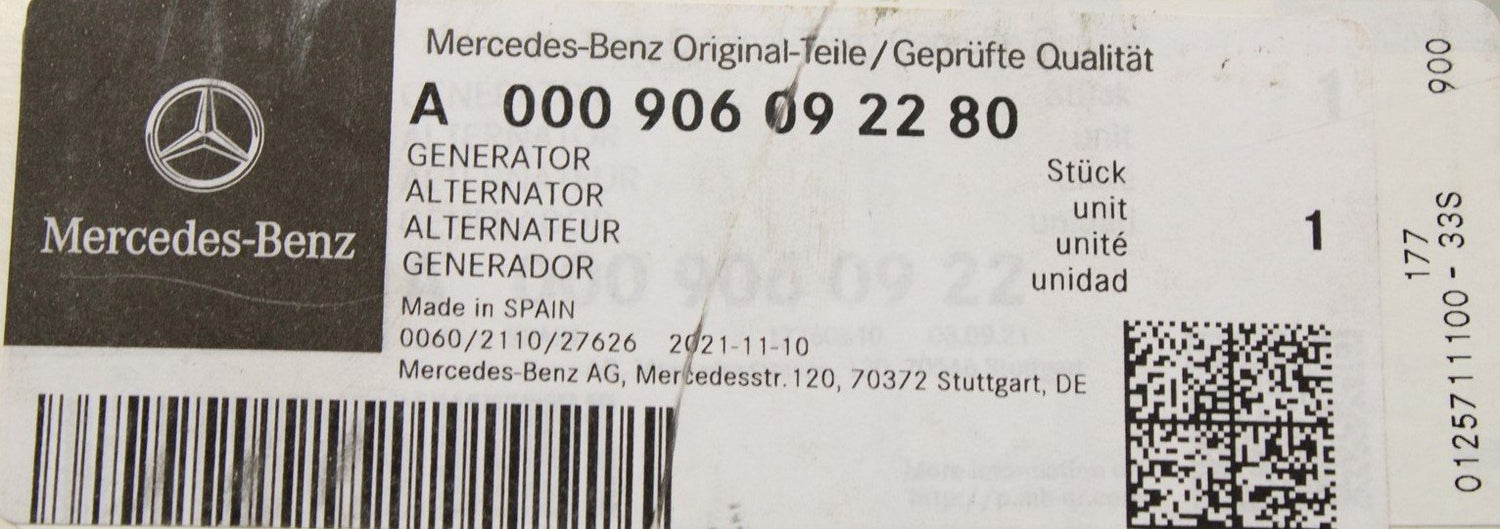 Mercedes-Benz
Mercedes-Benz Original-Teile/Geprüfte Qualität
A 000 906 09 22 80
GENERATOR
ALTERNATOR
ALTERNATEUR
GENERADOR
Stück
unit
unité
unidad
1
Made in SPAIN
0060/2110/27626 2021-11-10
Mercedes-Benz AG, Mercedesstr.120, 70372 Stuttgart, DE
900
177
01257111100-33S